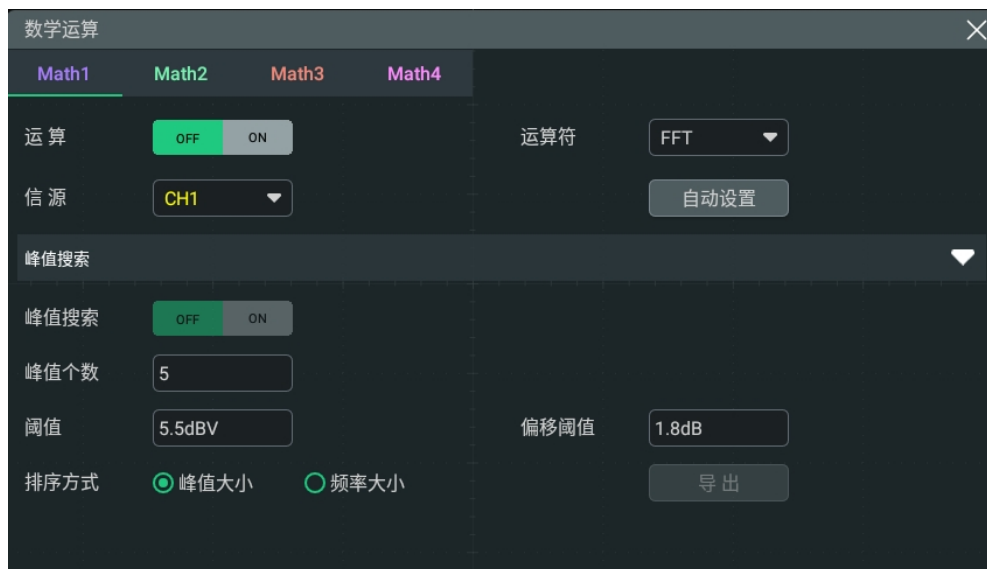 数学运算
Math1 Math2 Math3 Math4
运算 OFF ON 运算符 FFT
信源 CH1 自动设置
峰值搜索
峰值搜索 OFF ON
峰值个数 5
阈值 5.5dBV 偏移阈值 1.8dB
排序方式 峰值大小 频率大小 导出